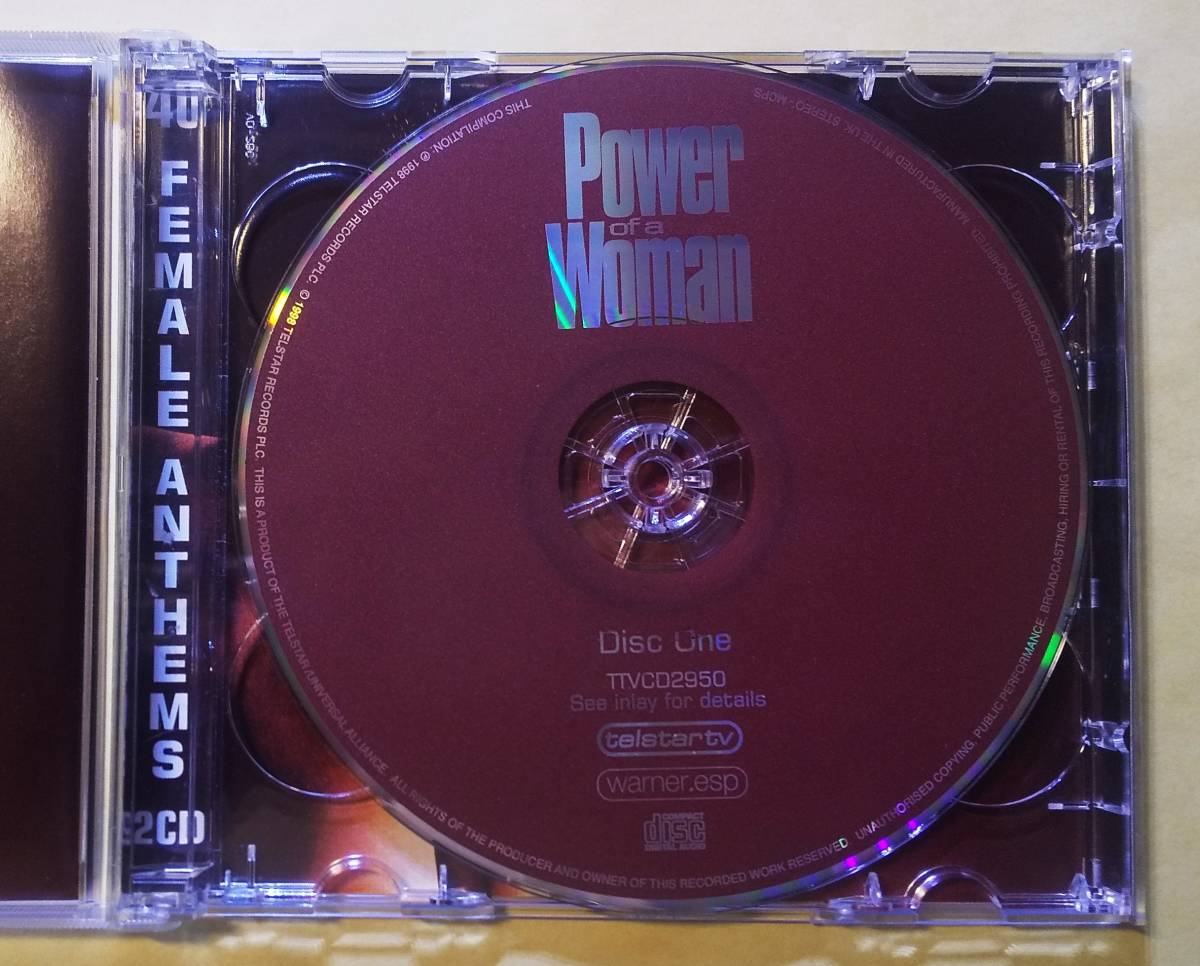 40 FEMALE ANTHEMS
2CD
Power
of a
Woman
Disc One
TTVCD2950
See inlay for details
telstar tv
warner.esp
COMPACT
disc
DIGITAL AUDIO
THIS COMPILATION: ℗ 1998 TELSTAR RECORDS PLC. © 1998 TELSTAR RECORDS PLC. THIS IS A PRODUCT OF THE TELSTAR/UNIVERSAL ALLIANCE. ALL RIGHTS OF THE PRODUCER AND OWNER OF THIS RECORDED WORK RESERVED. UNAUTHORISED COPYING, PUBLIC PERFORMANCE, BROADCASTING, HIRING OR RENTAL OF THIS RECORDING PROHIBITED. MANUFACTURED IN THE UK. STEREO - MCPS